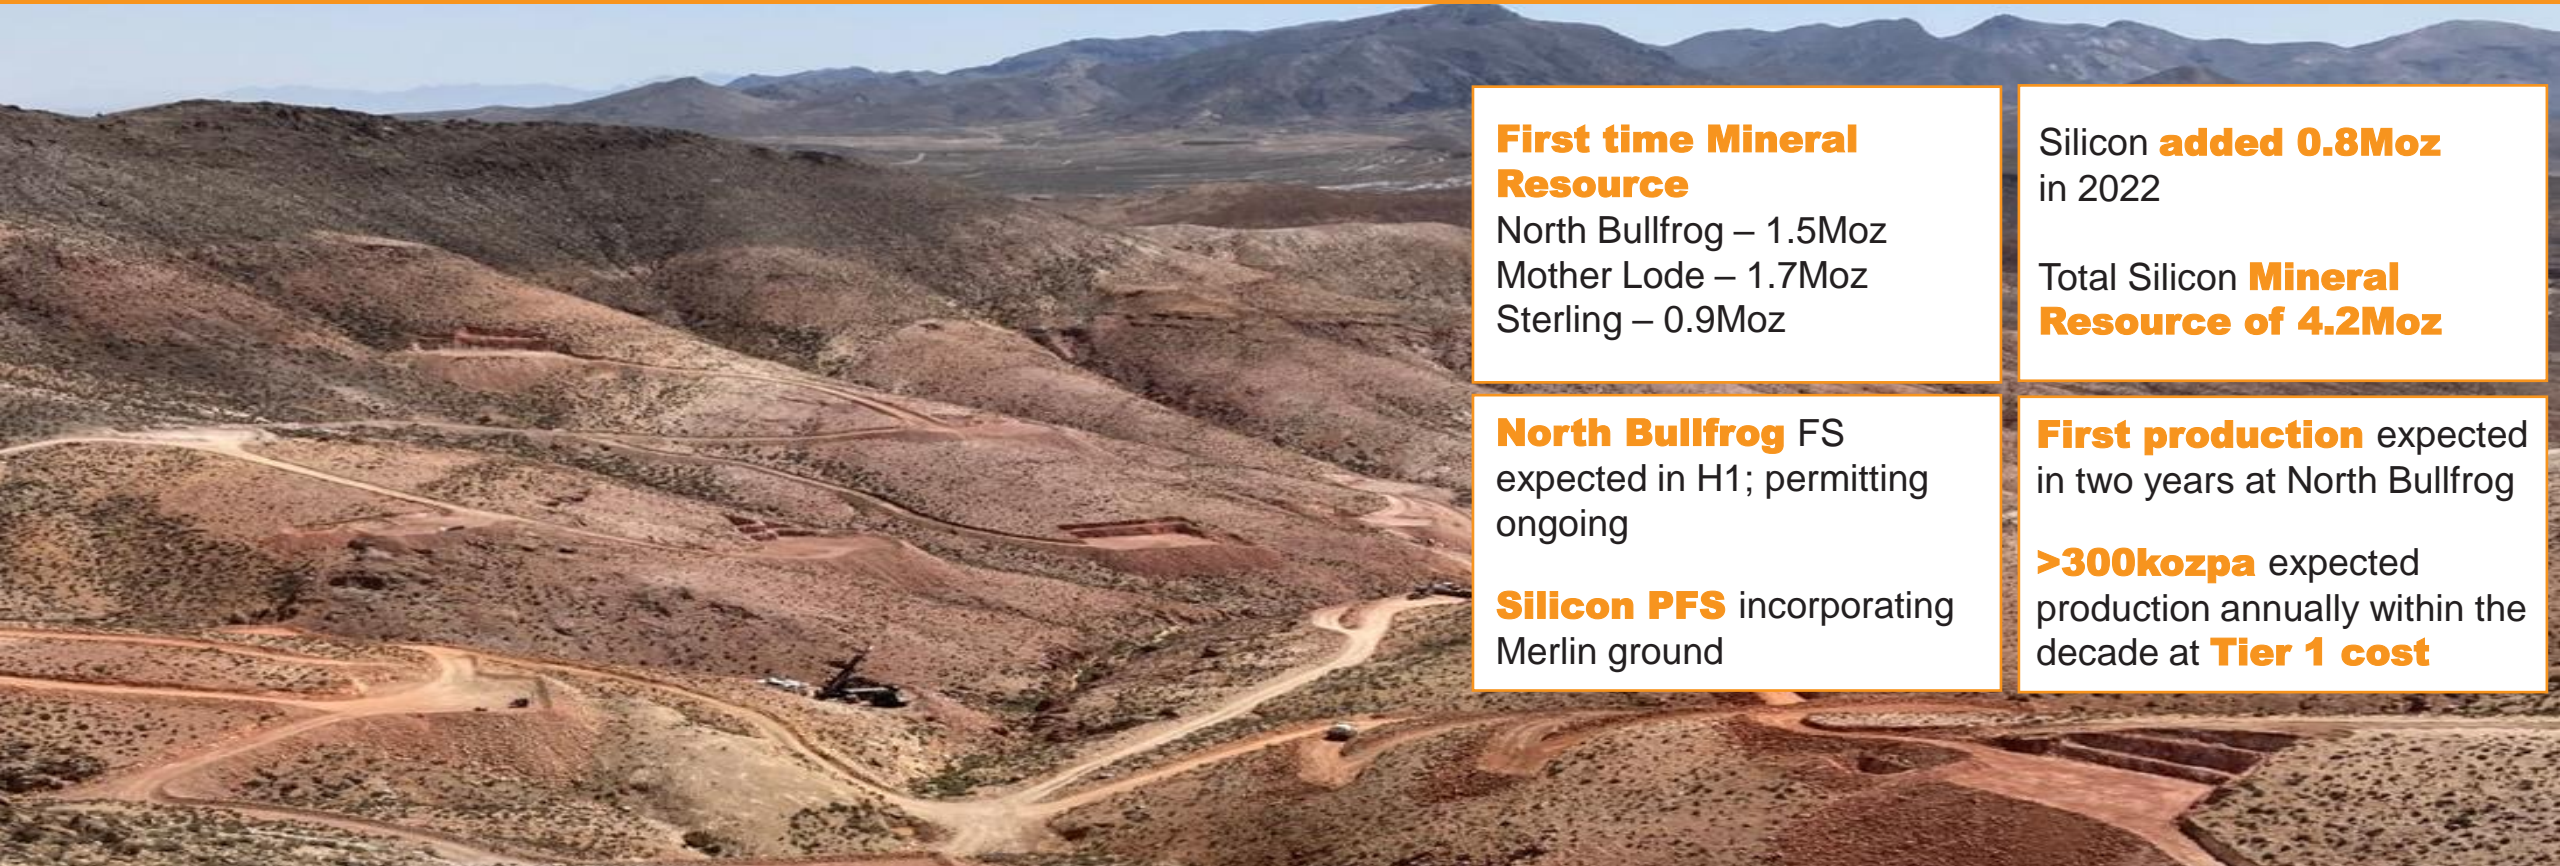 First time Mineral
Resource
North Bullfrog – 1.5Moz
Mother Lode – 1.7Moz
Sterling – 0.9Moz
Silicon added 0.8Moz
in 2022
Total Silicon Mineral
Resource of 4.2Moz
North Bullfrog FS
expected in H1; permitting
ongoing
Silicon PFS incorporating
Merlin ground
First production expected
in two years at North Bullfrog
>300kozpa expected
production annually within the
decade at Tier 1 cost